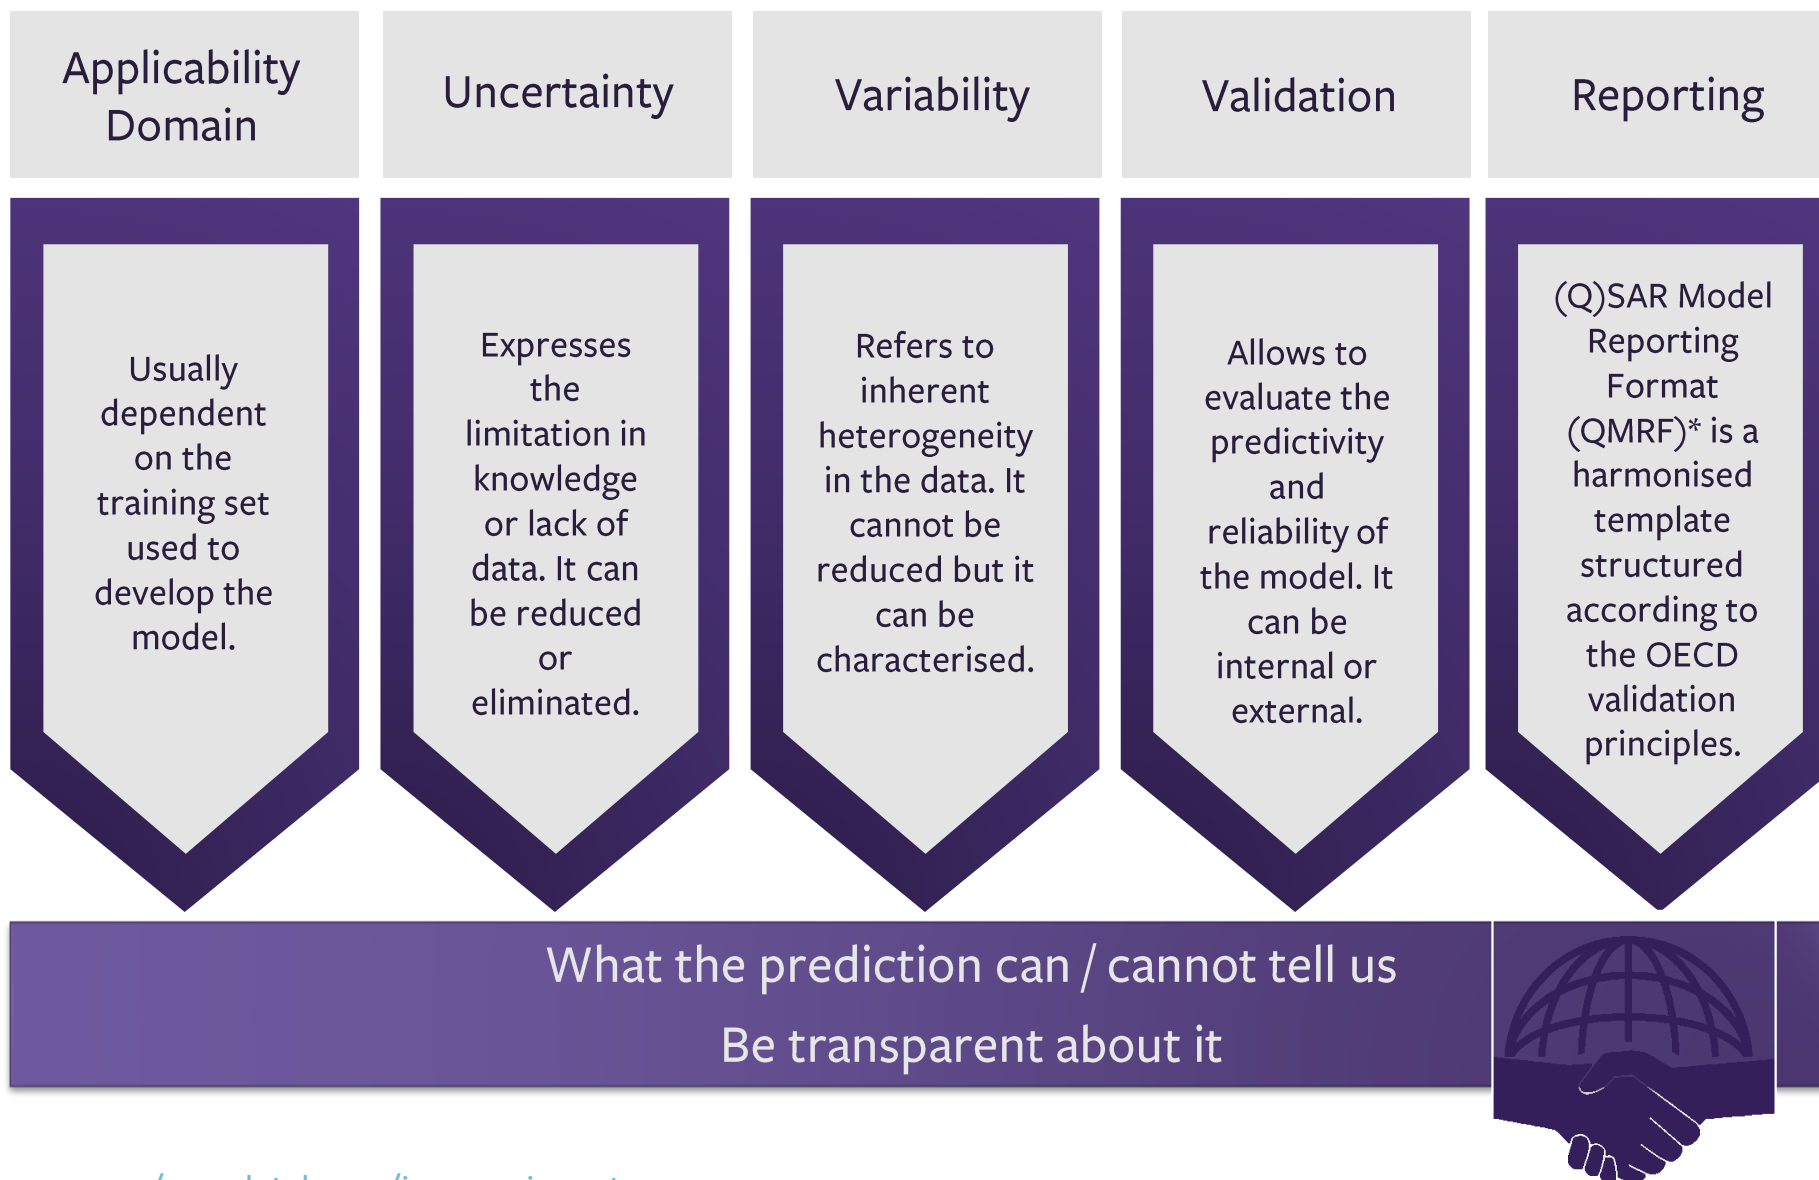 Applicability
Domain
Uncertainty
Variability
Validation
Reporting
Usually
dependent
on the
training set
used to
develop the
model.
Expresses
the
limitation in
knowledge
or lack of
data. It can
be reduced
or
eliminated.
Refers to
inherent
heterogeneity
in the data. It
cannot be
reduced but it
can be
characterised.
Allows to
evaluate the
predictivity
and
reliability of
the model. It
can be
internal or
external.
(Q)SAR Model
Reporting
Format
(QMRF)* is a
harmonised
template
structured
according to
the OECD
validation
principles.
What the prediction can / cannot tell us
Be transparent about it